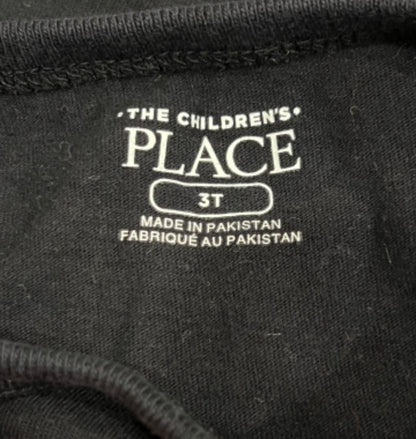 ·THE CHILDREN'S·
PLACE
3T
MADE IN PAKISTAN
FABRIQUÉ AU PAKISTAN